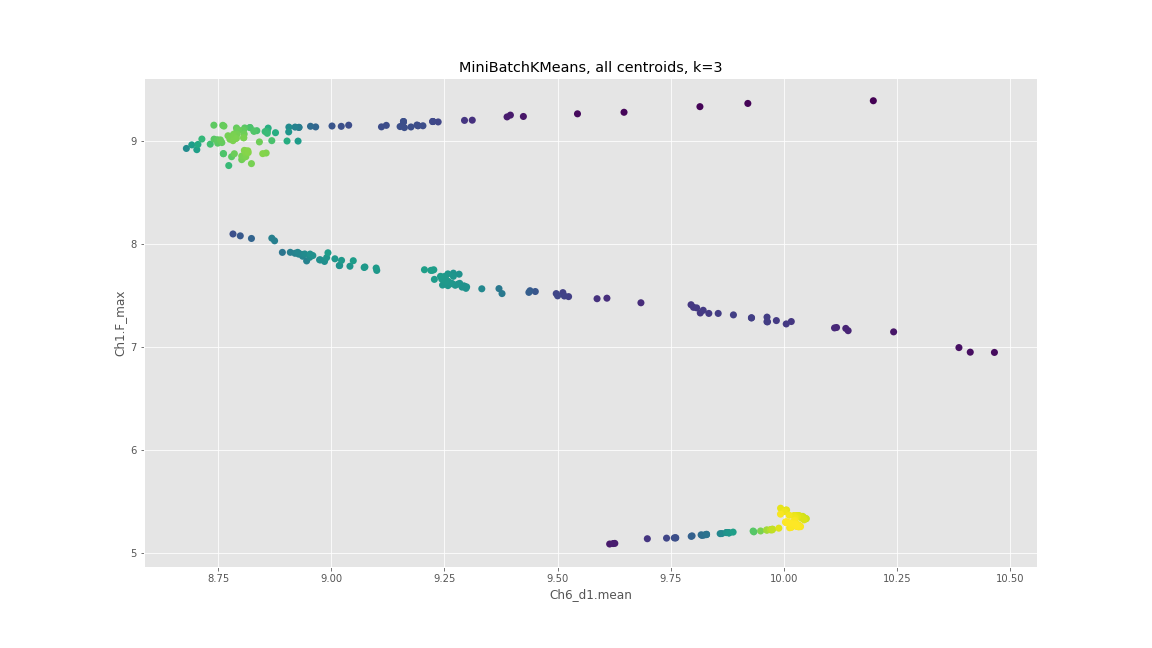 MiniBatchKMeans, all centroids, k=3
9
8
7
6
5
Ch1.F_max
8.75 9.00 9.25 9.50 9.75 10.00 10.25 10.50
Ch6_d1.mean